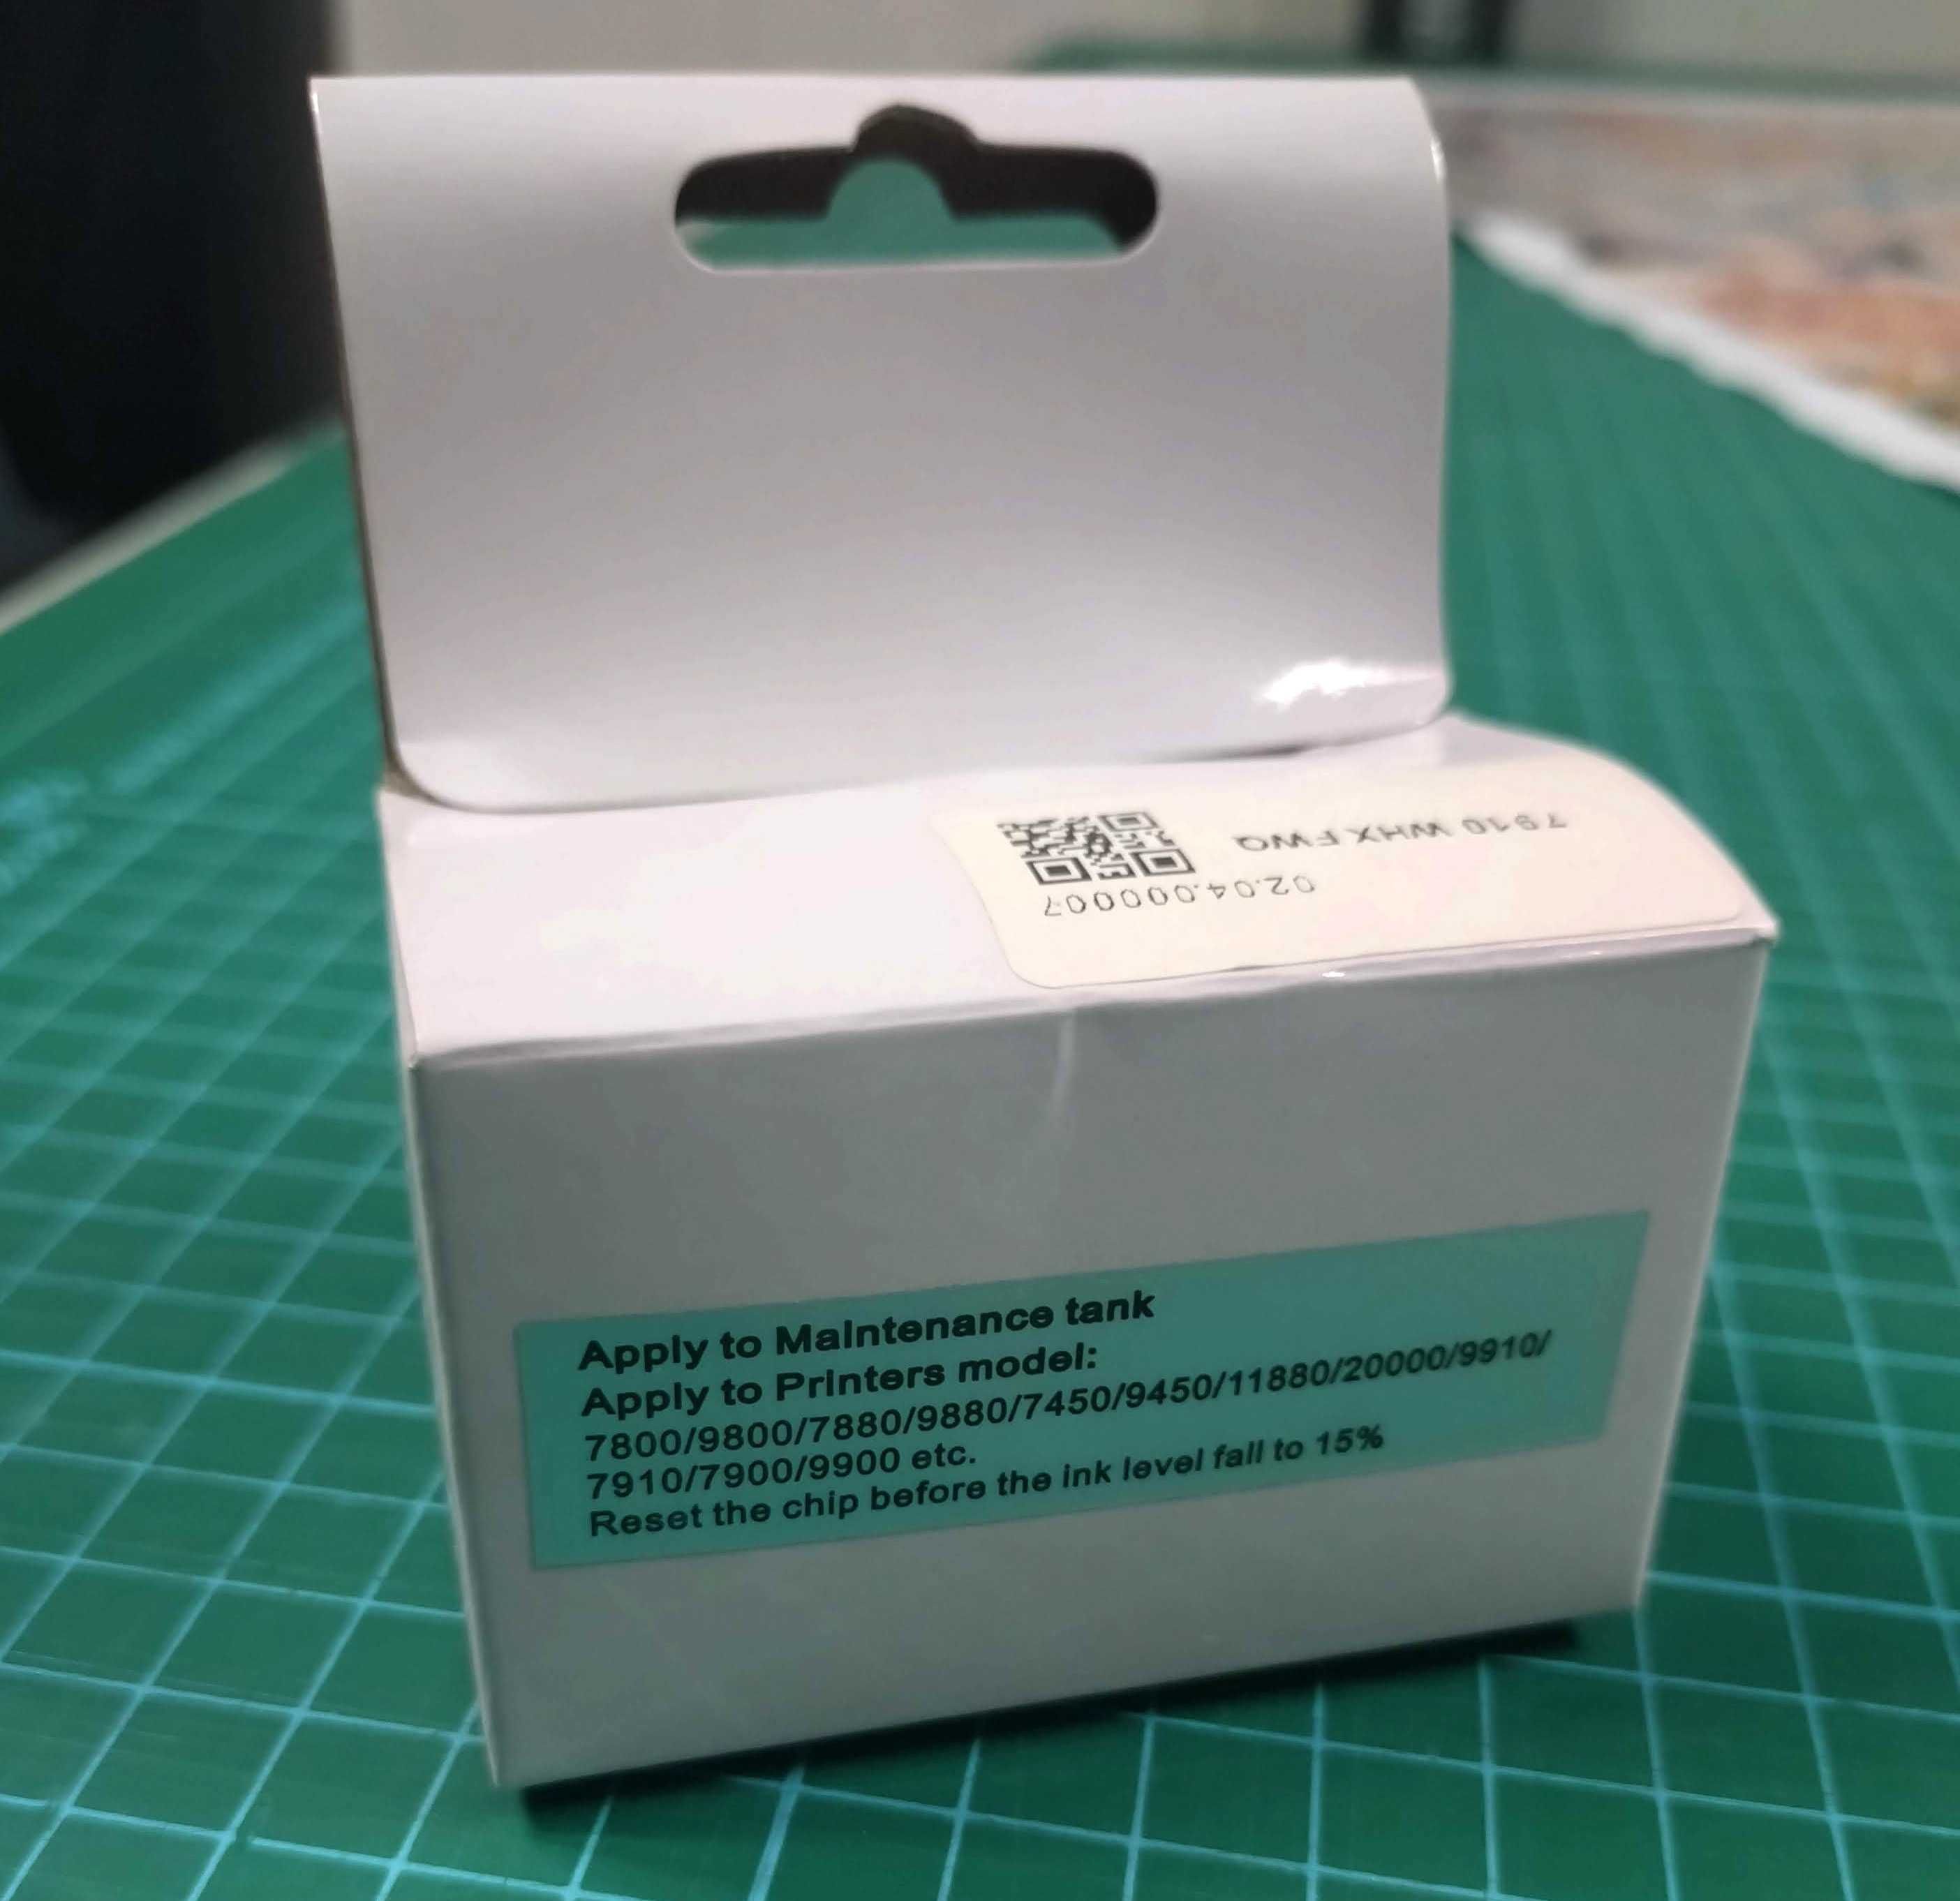 7910 WHX FWQ
02.04.000007
Apply to Maintenance tank
Apply to Printers model:
7800/9800/7880/9880/7450/9450/11880/20000/9910/
7910/7900/9900 etc.
Reset the chip before the ink level fall to 15%